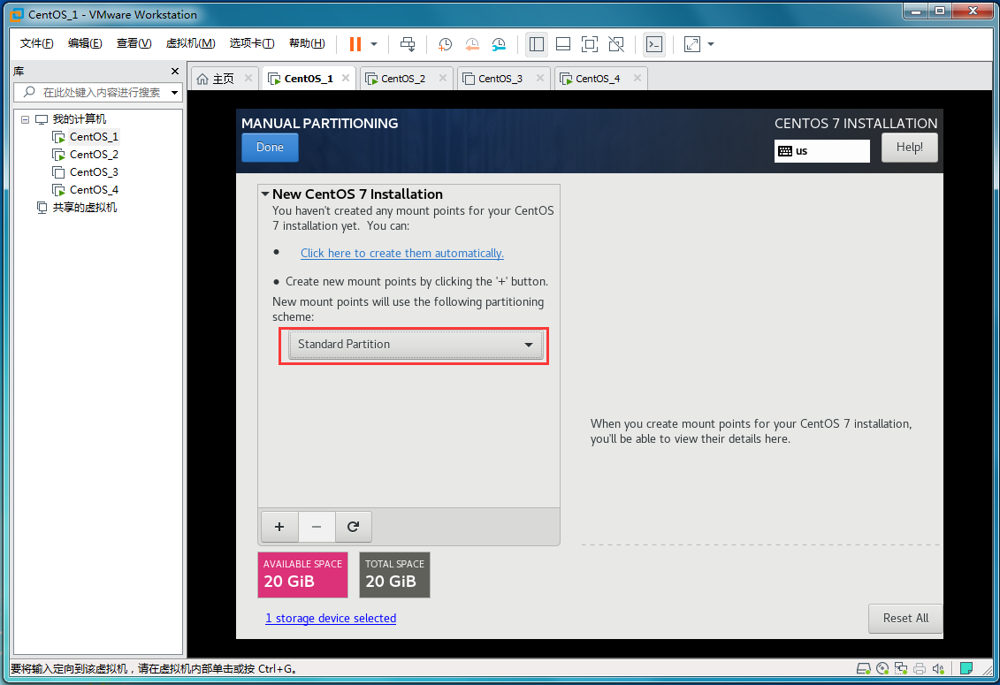 CentOS_1 - VMware Workstation
文件(F) 编辑(E) 查看(V) 虚拟机(M) 选项卡(T) 帮助(H)
库
在此处键入内容进行搜索
我的计算机
CentOS_1
CentOS_2
CentOS_3
CentOS_4
共享的虚拟机
主页 CentOS_1 CentOS_2 CentOS_3 CentOS_4
MANUAL PARTITIONING
Done
CENTOS 7 INSTALLATION
us
Help!
New CentOS 7 Installation
You haven't created any mount points for your CentOS
7 installation yet. You can:
• Click here to create them automatically.
• Create new mount points by clicking the '+' button.
New mount points will use the following partitioning
scheme:
Standard Partition
When you create mount points for your CentOS 7 installation,
you'll be able to view their details here.
+ −
AVAILABLE SPACE
20 GiB
TOTAL SPACE
20 GiB
1 storage device selected
Reset All
要将输入定向到该虚拟机，请在虚拟机内部单击或按 Ctrl+G。